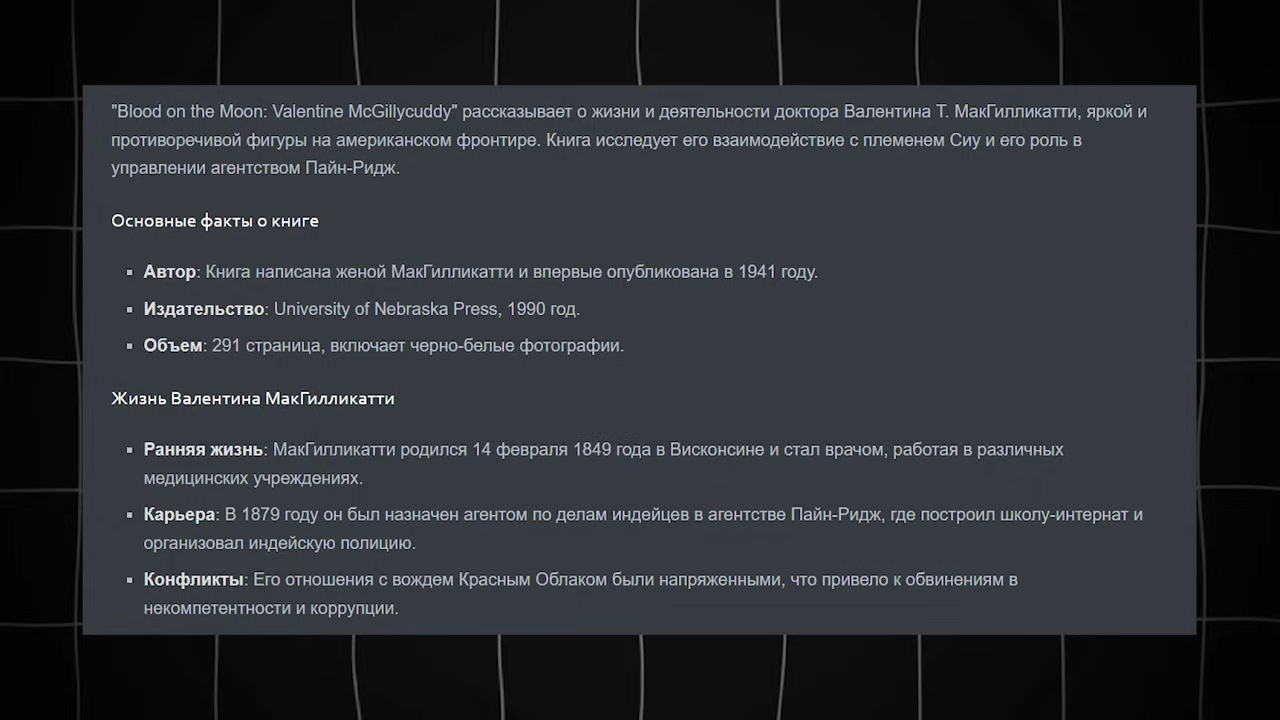 "Blood on the Moon: Valentine McGillycuddy" рассказывает о жизни и деятельности доктора Валентина Т. МакГилликатти, яркой и
противоречивой фигуры на американском фронтире. Книга исследует его взаимодействие с племенем Сиу и его роль в
управлении агентством Пайн-Ридж.
Основные факты о книге
▪ Автор: Книга написана женой МакГилликатти и впервые опубликована в 1941 году.
▪ Издательство: University of Nebraska Press, 1990 год.
▪ Объем: 291 страница, включает черно-белые фотографии.
Жизнь Валентина МакГилликатти
▪ Ранняя жизнь: МакГилликатти родился 14 февраля 1849 года в Висконсине и стал врачом, работая в различных
медицинских учреждениях.
▪ Карьера: В 1879 году он был назначен агентом по делам индейцев в агентстве Пайн-Ридж, где построил школу-интернат и
организовал индейскую полицию.
▪ Конфликты: Его отношения с вождем Красным Облаком были напряженными, что привело к обвинениям в
некомпетентности и коррупции.